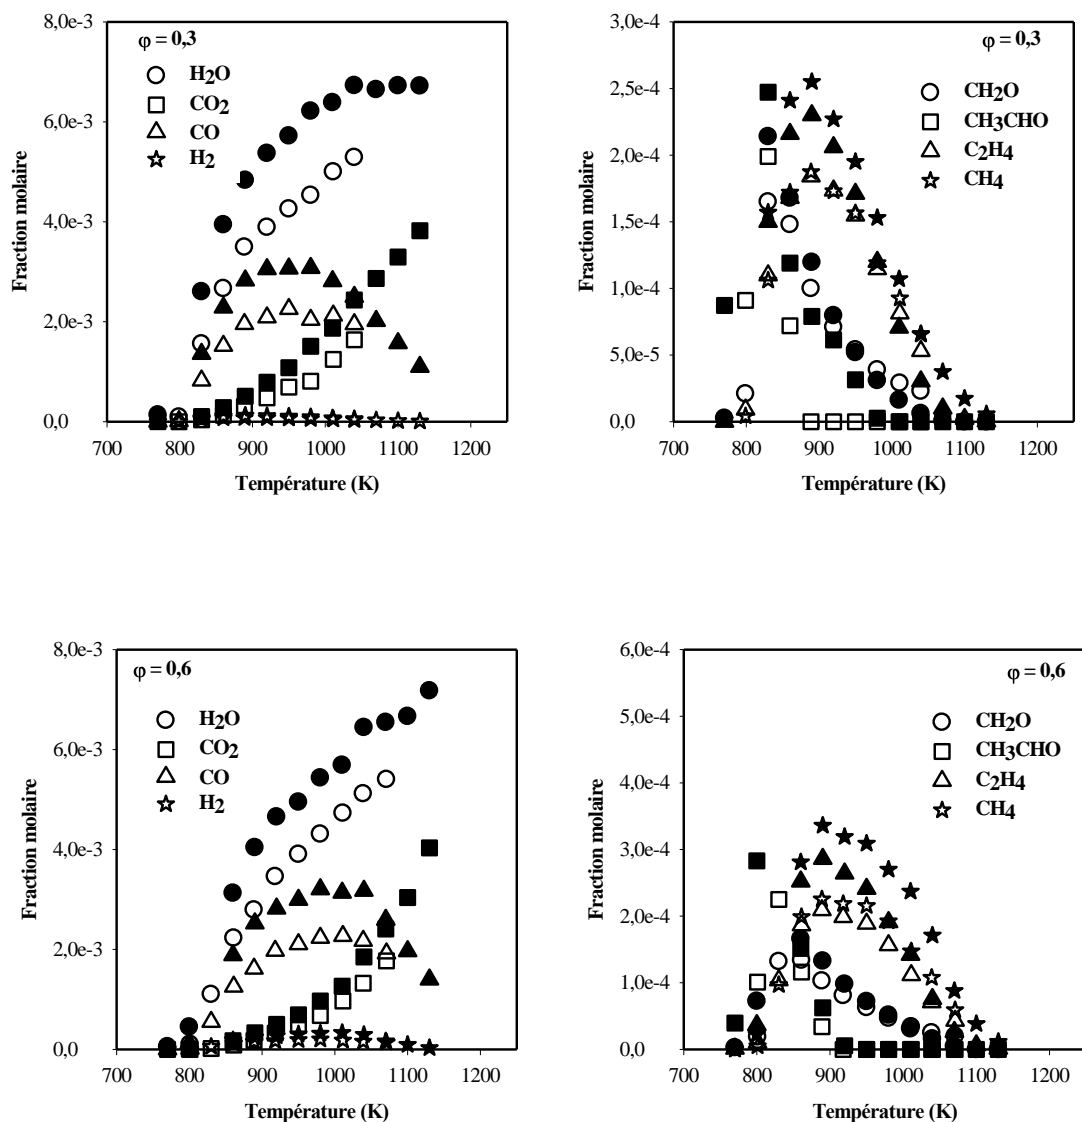 8,0e-3
φ = 0,3
H2O
CO2
CO
H2
6,0e-3
4,0e-3
2,0e-3
0,0
700 800 900 1000 1100
Température (K)
Fraction molaire
3,0e-4
φ = 0,3
CH2O
CH3CHO
C2H4
CH4
2,5e-4
2,0e-4
1,5e-4
1,0e-4
5,0e-5
0,0
700 800 900 1000 1100
Température (K)
Fraction molaire
8,0e-3
φ = 0,6
H2O
CO2
CO
H2
6,0e-3
4,0e-3
2,0e-3
0,0
700 800 900 1000 1100 1200
Température (K)
Fraction molaire
6,0e-4
φ = 0,6
CH2O
CH3CHO
C2H4
CH4
5,0e-4
4,0e-4
3,0e-4
2,0e-4
1,0e-4
0,0
700 800 900 1000 1100 1200
Température (K)
Fraction molaire